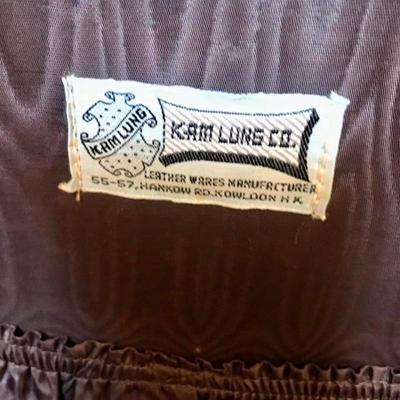 KAM LUNG
KAM LUNG CO.
LEATHER WARES MANUFACTURER
55-57, HANKOW RD. KOWLOON H K